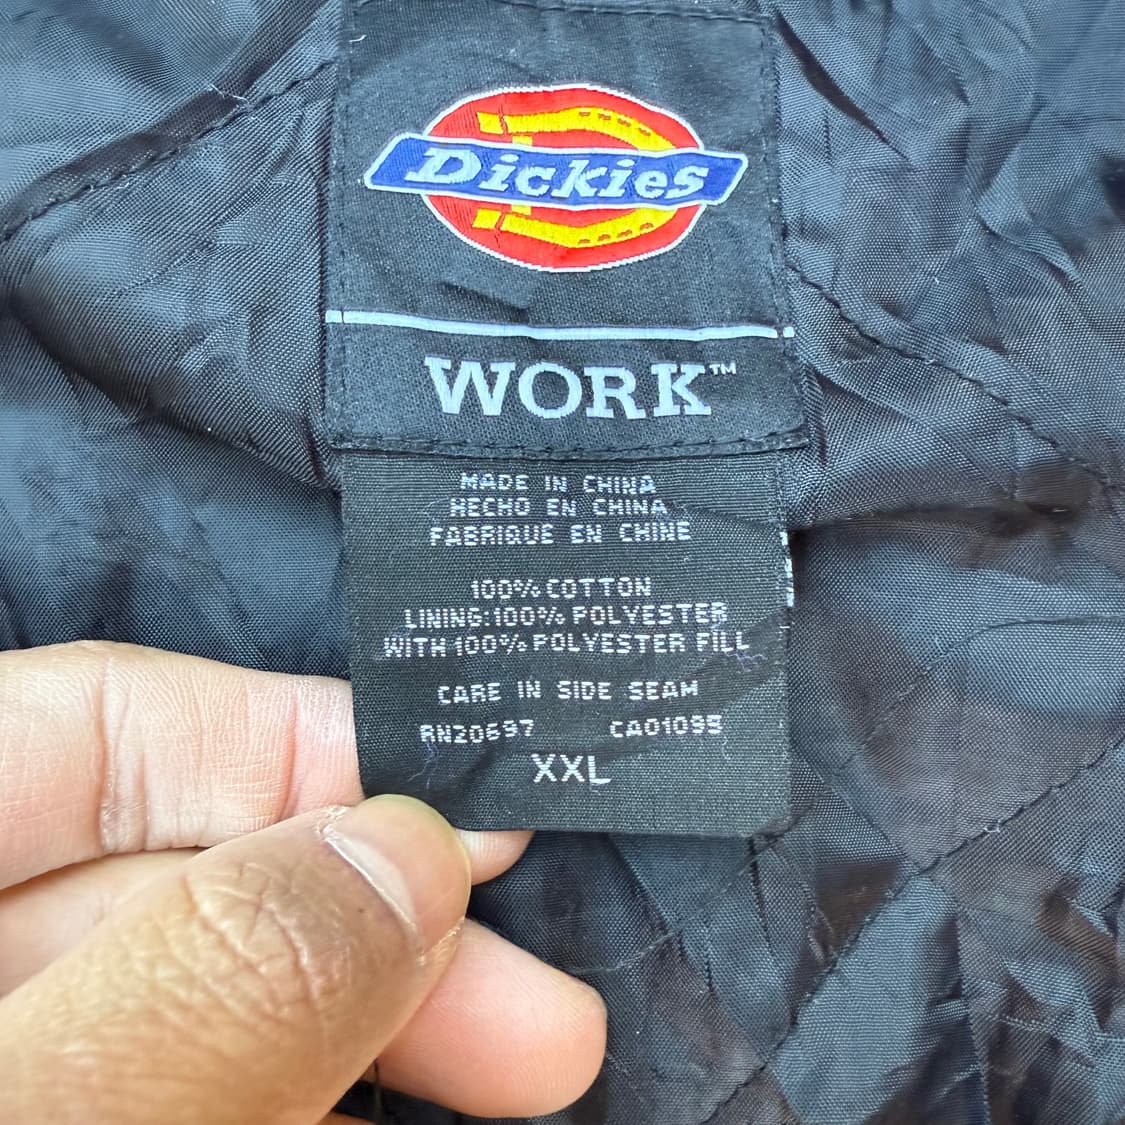 Dickies
WORK™
MADE IN CHINA
HECHO EN CHINA
FABRIQUE EN CHINE
100% COTTON
LINING:100% POLYESTER
WITH 100% POLYESTER FILL
CARE IN SIDE SEAM
RN20697 CA01095
XXL